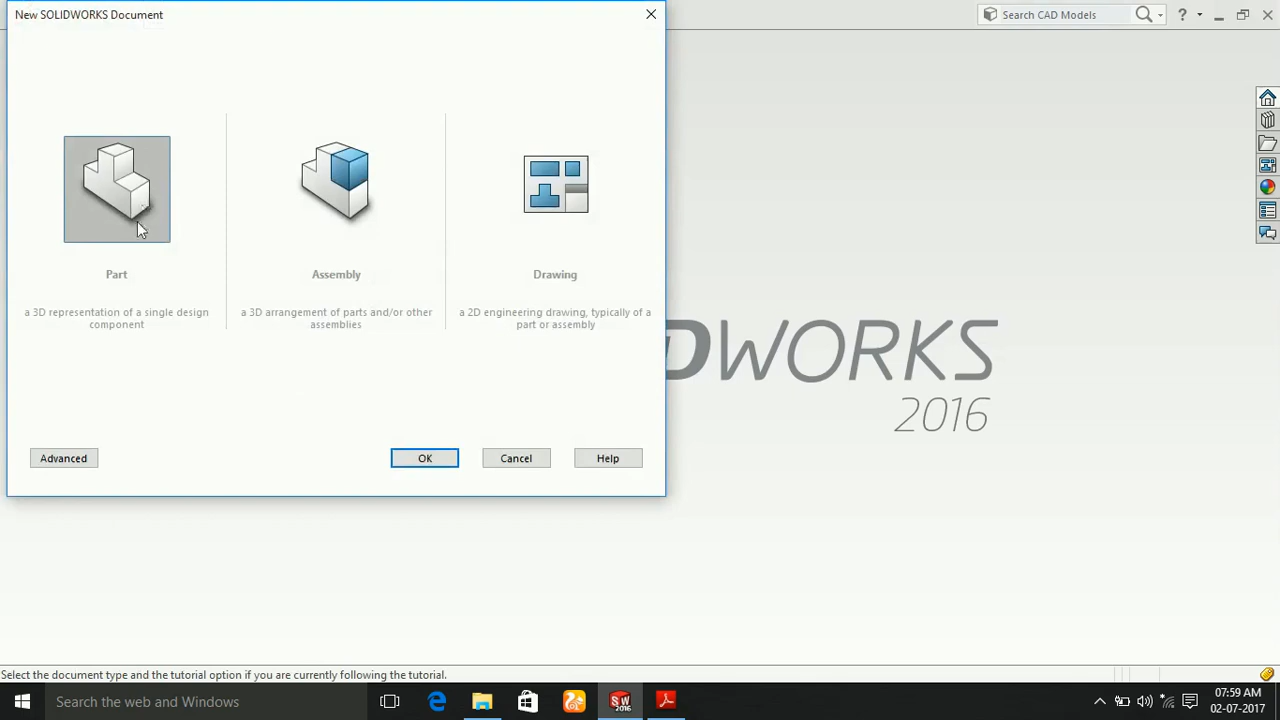 New SOLIDWORKS Document
Search CAD Models
?
Part
Assembly
Drawing
a 3D representation of a single design
component
a 3D arrangement of parts and/or other
assemblies
a 2D engineering drawing, typically of a
part or assembly
DWORKS
2016
Advanced
OK
Cancel
Help
Select the document type and the tutorial option if you are currently following the tutorial.
Search the web and Windows
SW
2016
07:59 AM
02-07-2017